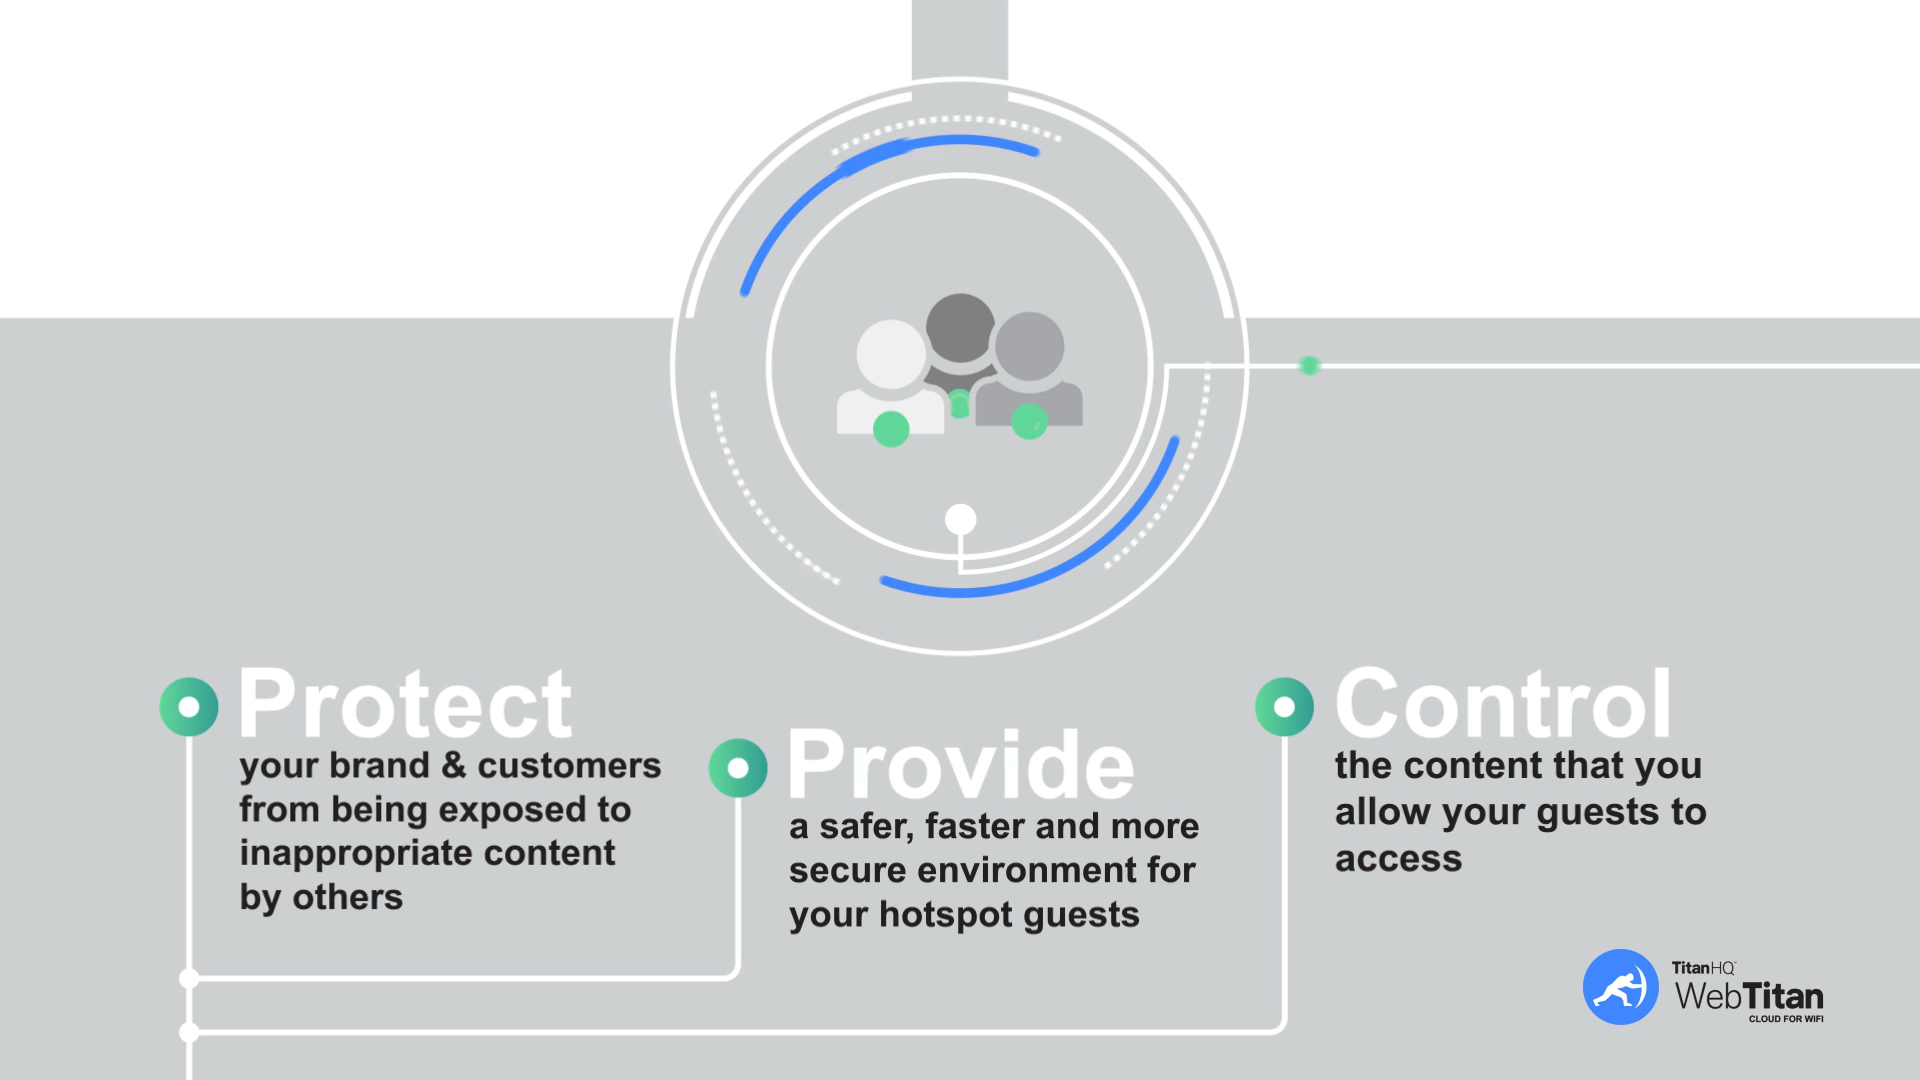 Protect
your brand & customers
from being exposed to
inappropriate content
by others
Provide
a safer, faster and more
secure environment for
your hotspot guests
Control
the content that you
allow your guests to
access
TitanHQ™
WebTitan
CLOUD FOR WIFI